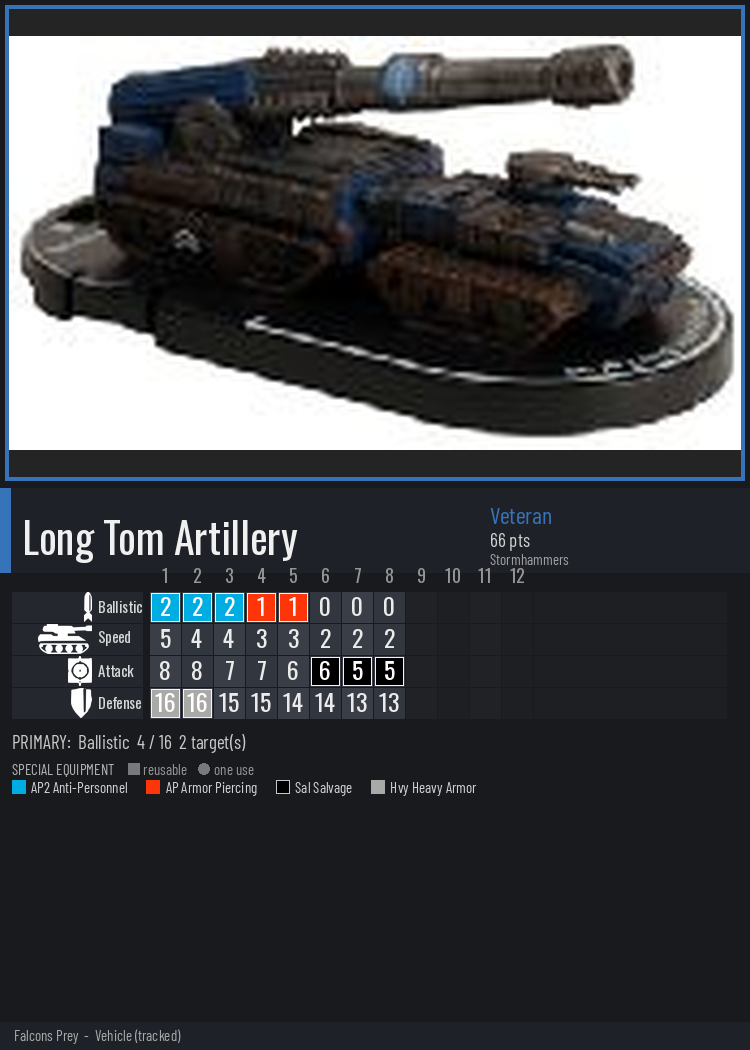 Long Tom Artillery
Veteran
66 pts
Stormhammers
1 2 3 4 5 6 7 8 9 10 11 12
Ballistic 2 2 2 1 1 0 0 0
Speed 5 4 4 3 3 2 2 2
Attack 8 8 7 7 6 6 5 5
Defense 16 16 15 15 14 14 13 13
PRIMARY: Ballistic 4 / 16 2 target(s)
SPECIAL EQUIPMENT reusable one use
AP2 Anti-Personnel AP Armor Piercing Sal Salvage Hvy Heavy Armor
Falcons Prey - Vehicle (tracked)